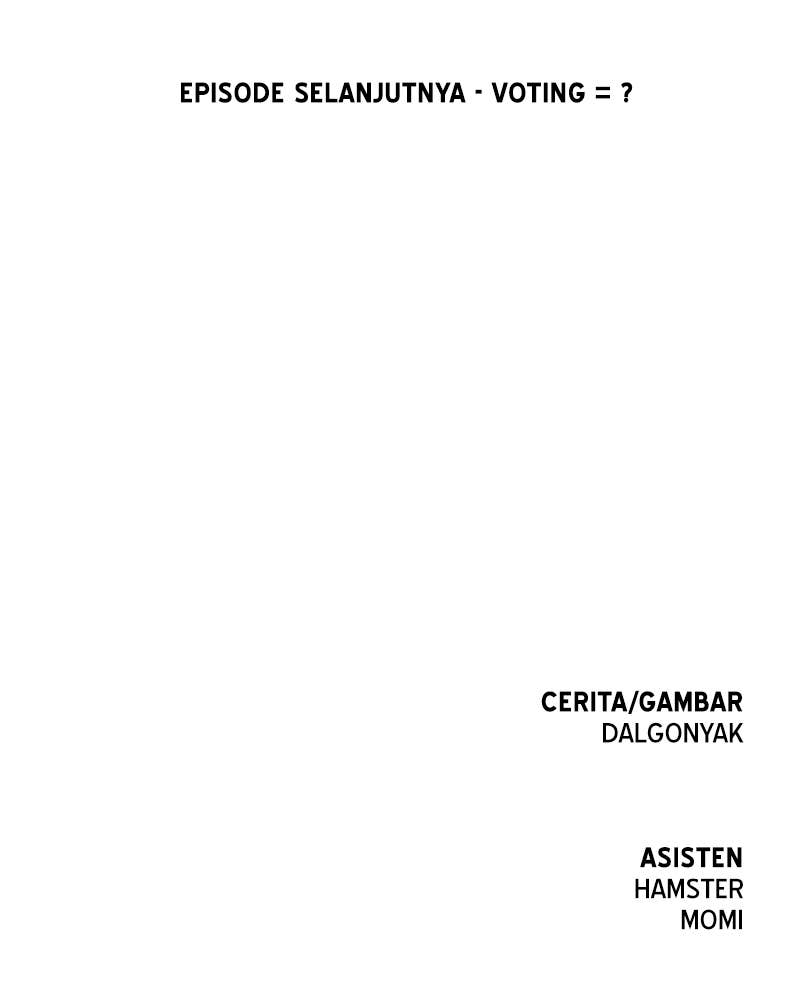 EPISODE SELANJUTNYA - VOTING = ?
CERITA/GAMBAR
DALGONYAK
ASISTEN
HAMSTER
MOMI